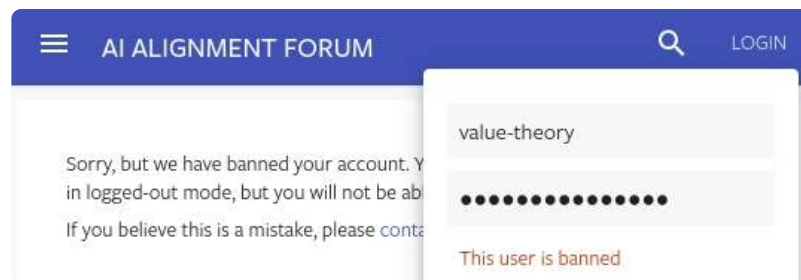 AI ALIGNMENT FORUM
LOGIN
Sorry, but we have banned your account. Y
in logged-out mode, but you will not be ab
If you believe this is a mistake, please conta
value-theory
••••••••••••••••
This user is banned